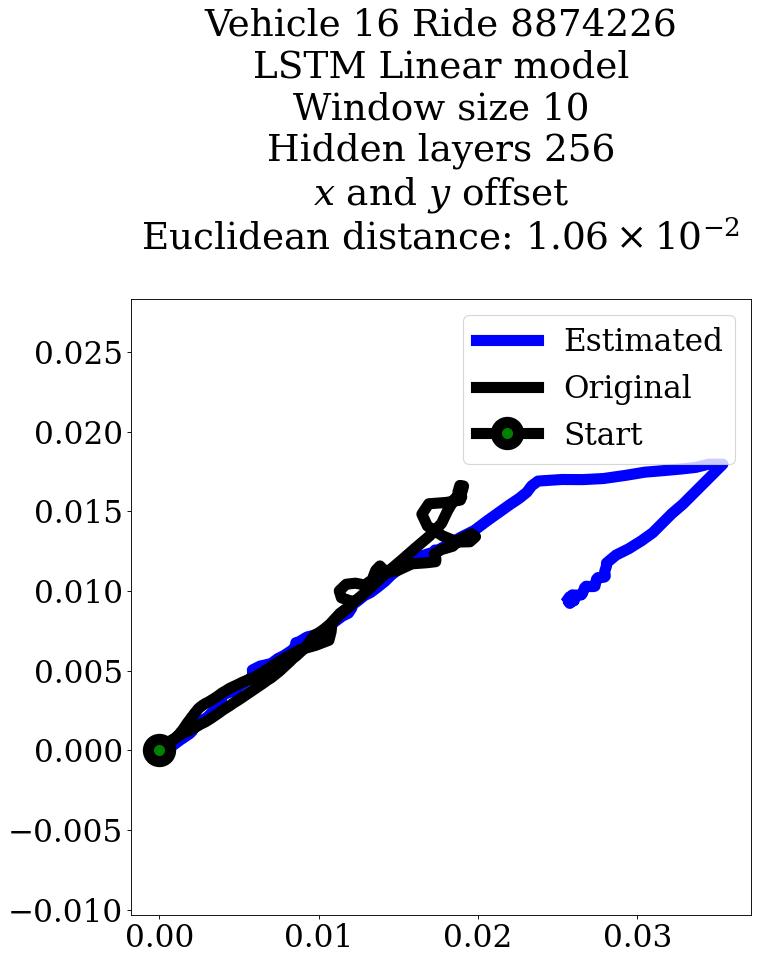 Vehicle 16 Ride 8874226
LSTM Linear model
Window size 10
Hidden layers 256
x and y offset
Euclidean distance: 1.06 × 10⁻²
Estimated
Original
Start
0.025
0.020
0.015
0.010
0.005
0.000
−0.005
−0.010
0.00 0.01 0.02 0.03